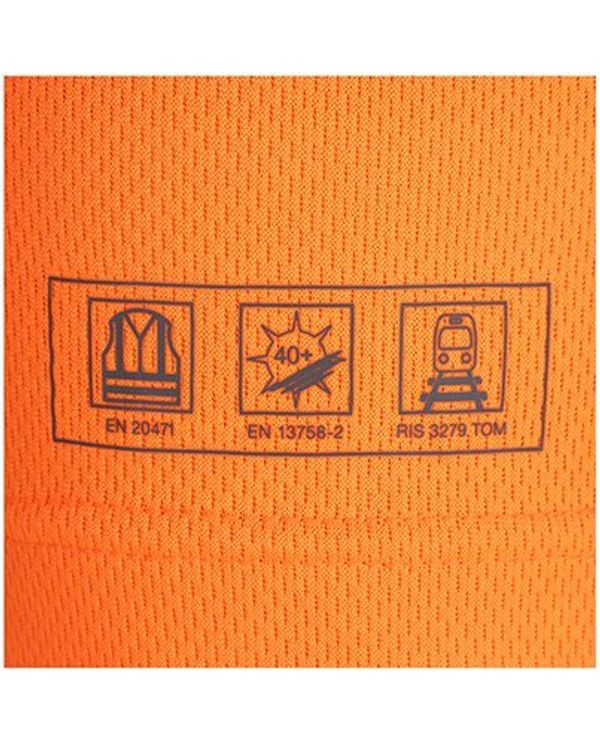 40+
EN 20471
EN 13758-2
RIS 3279 TOM